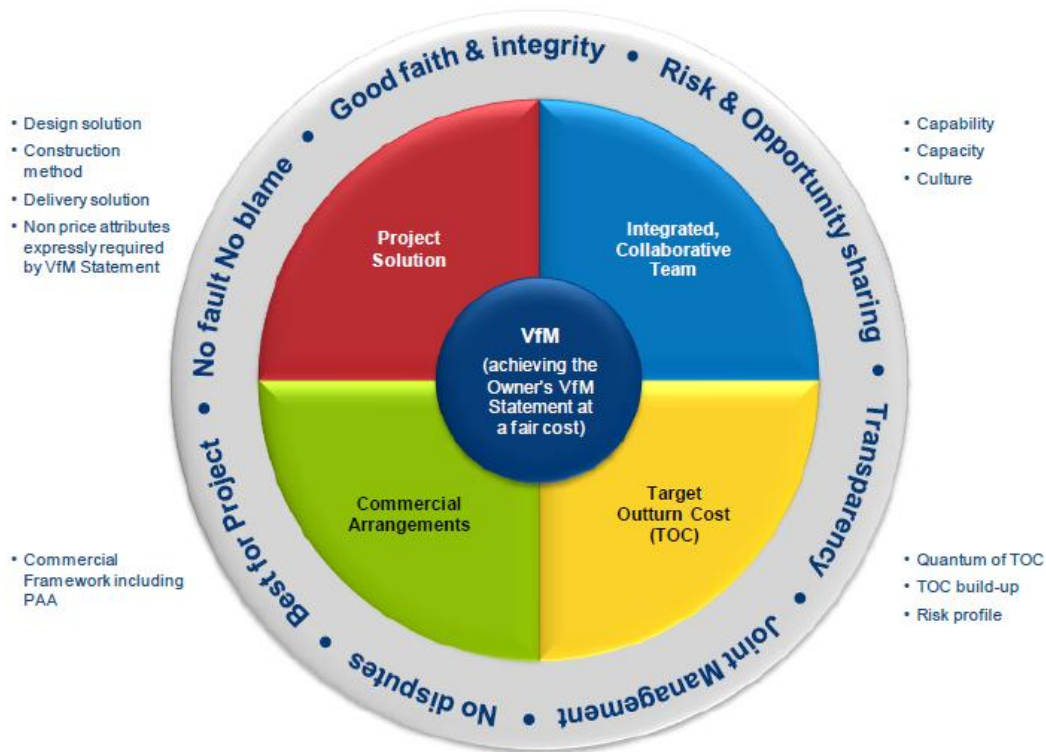 Good faith & integrity • Risk & Opportunity sharing • Transparency • Joint Management • No disputes • Best for Project • No fault No blame •
• Design solution
• Construction
method
• Delivery solution
• Non price attributes
expressly required
by VfM Statement
• Capability
• Capacity
• Culture
Project
Solution
Integrated,
Collaborative
Team
VfM
(achieving the
Owner's VfM
Statement at
a fair cost)
Commercial
Arrangements
Target
Outturn Cost
(TOC)
• Commercial
Framework including
PAA
• Quantum of TOC
• TOC build-up
• Risk profile